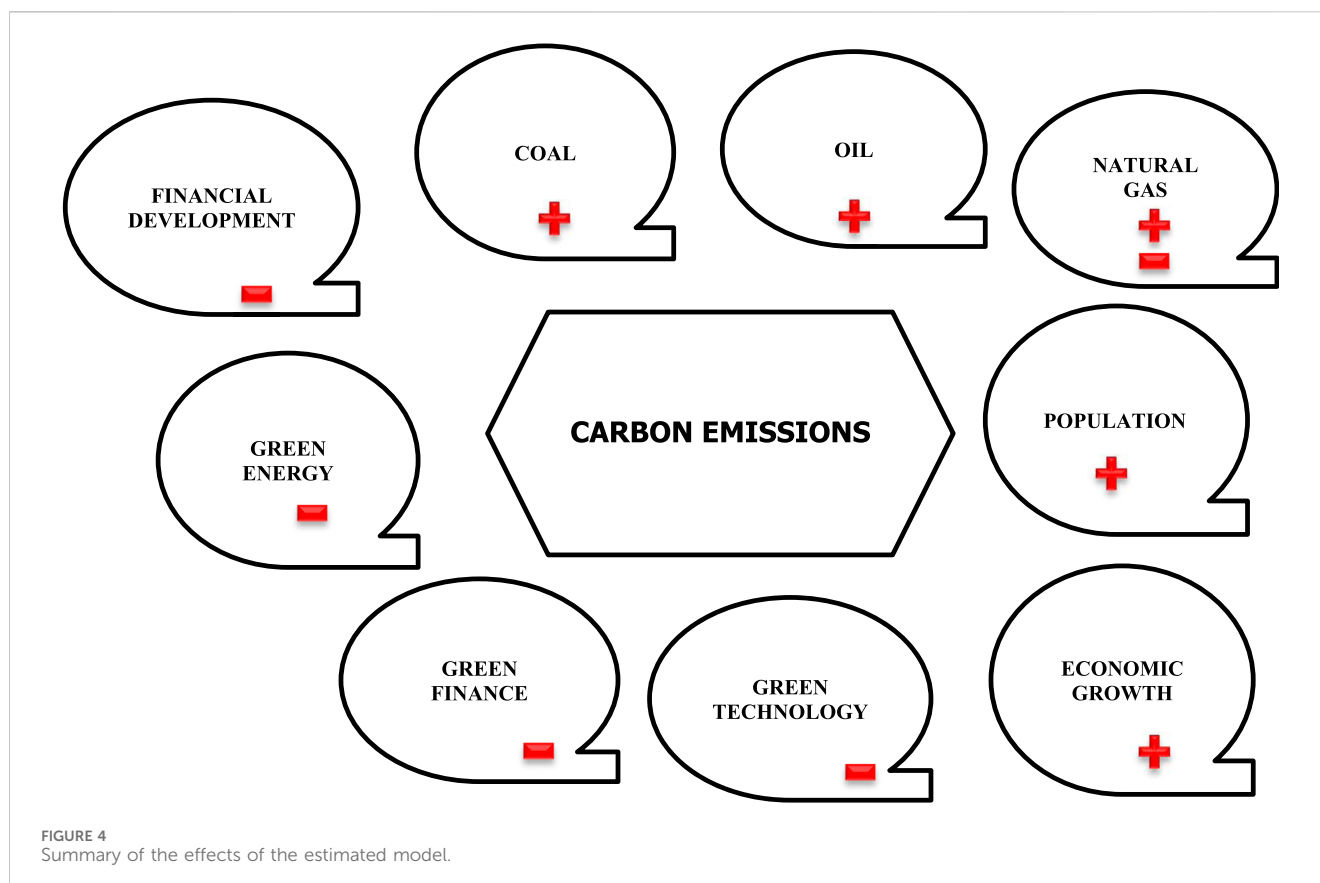 COAL
OIL
NATURAL
GAS
FINANCIAL
DEVELOPMENT
CARBON EMISSIONS
POPULATION
GREEN
ENERGY
GREEN
FINANCE
GREEN
TECHNOLOGY
ECONOMIC
GROWTH
FIGURE 4
Summary of the effects of the estimated model.